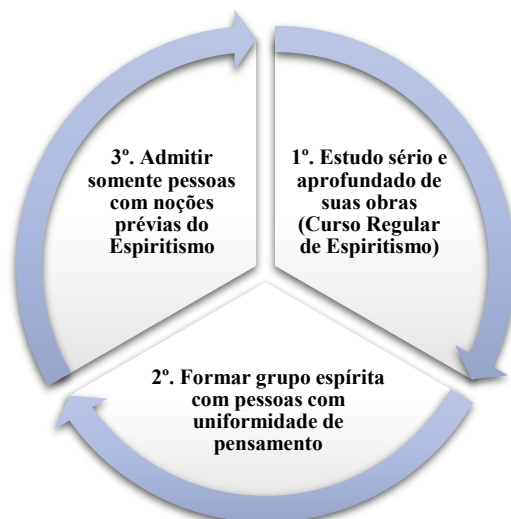 1º. Estudo sério e
aprofundado de
suas obras
(Curso Regular
de Espiritismo)
2º. Formar grupo espírita
com pessoas com
uniformidade de
pensamento
3º. Admitir
somente pessoas
com noções
prévias do
Espiritismo